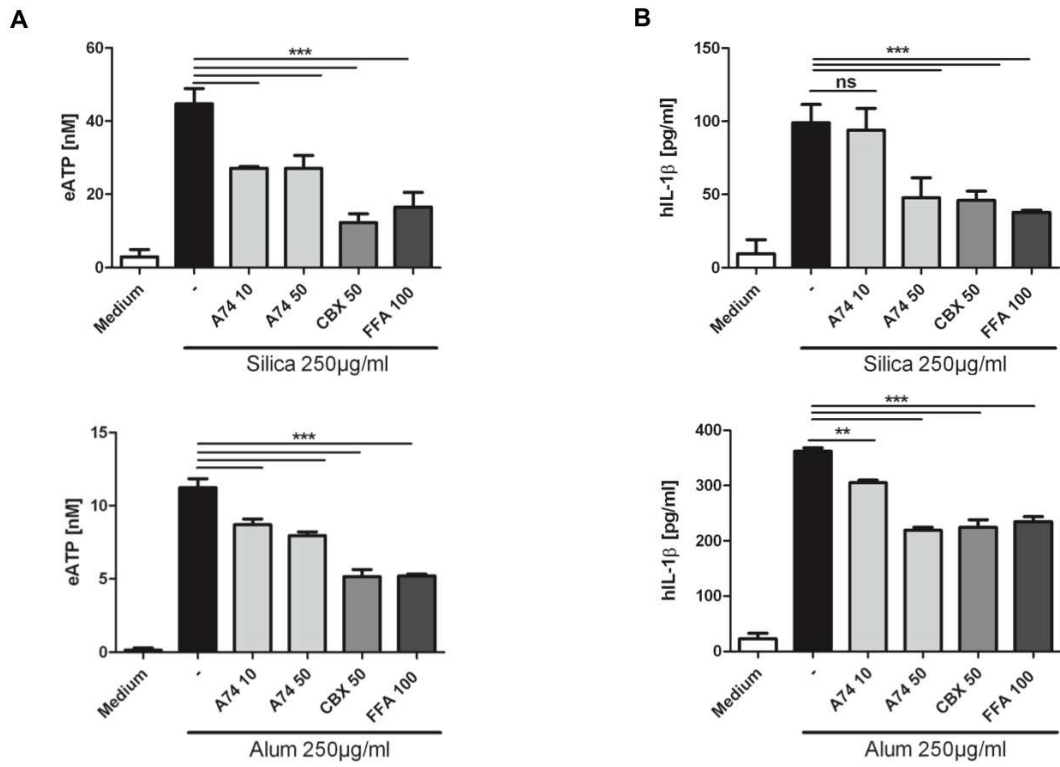 A
60
40
20
0
eATP [nM]
***
Medium
-
A74 10
A74 50
CBX 50
FFA 100
Silica 250µg/ml
B
150
100
50
0
hIL-1β [pg/ml]
***
ns
Medium
-
A74 10
A74 50
CBX 50
FFA 100
Silica 250µg/ml
15
10
5
0
eATP [nM]
***
Medium
-
A74 10
A74 50
CBX 50
FFA 100
Alum 250µg/ml
400
300
200
100
0
hIL-1β [pg/ml]
***
**
Medium
-
A74 10
A74 50
CBX 50
FFA 100
Alum 250µg/ml